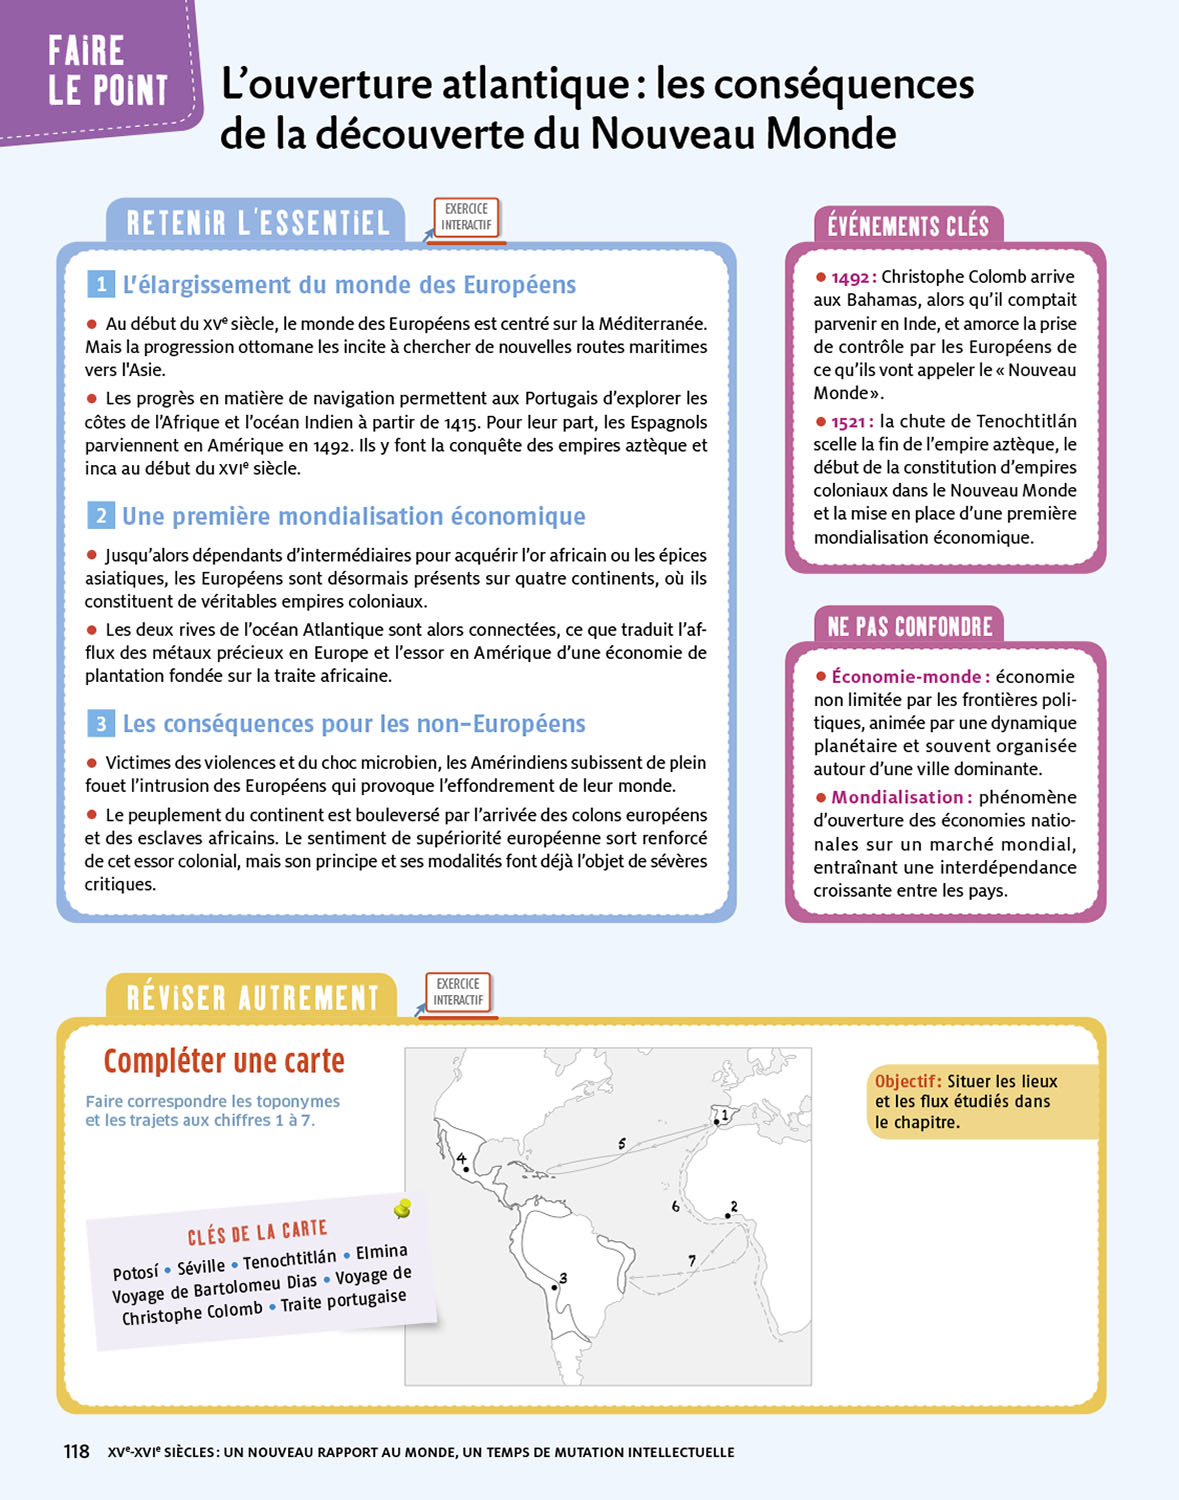 FAIRE
LE POINT
L’ouverture atlantique : les conséquences
de la découverte du Nouveau Monde
RETENIR L’ESSENTIEL
EXERCICE
INTERACTIF
1 L’élargissement du monde des Européens
• Au début du XVe siècle, le monde des Européens est centré sur la Méditerranée.
Mais la progression ottomane les incite à chercher de nouvelles routes maritimes
vers l'Asie.
• Les progrès en matière de navigation permettent aux Portugais d’explorer les
côtes de l’Afrique et l’océan Indien à partir de 1415. Pour leur part, les Espagnols
parviennent en Amérique en 1492. Ils y font la conquête des empires aztèque et
inca au début du XVIe siècle.
2 Une première mondialisation économique
• Jusqu’alors dépendants d’intermédiaires pour acquérir l’or africain ou les épices
asiatiques, les Européens sont désormais présents sur quatre continents, où ils
constituent de véritables empires coloniaux.
• Les deux rives de l’océan Atlantique sont alors connectées, ce que traduit l’af-
flux des métaux précieux en Europe et l’essor en Amérique d’une économie de
plantation fondée sur la traite africaine.
3 Les conséquences pour les non-Européens
• Victimes des violences et du choc microbien, les Amérindiens subissent de plein
fouet l’intrusion des Européens qui provoque l’effondrement de leur monde.
• Le peuplement du continent est bouleversé par l’arrivée des colons européens
et des esclaves africains. Le sentiment de supériorité européenne sort renforcé
de cet essor colonial, mais son principe et ses modalités font déjà l’objet de sévères
critiques.
ÉVÉNEMENTS CLÉS
• 1492 : Christophe Colomb arrive
aux Bahamas, alors qu’il comptait
parvenir en Inde, et amorce la prise
de contrôle par les Européens de
ce qu’ils vont appeler le « Nouveau
Monde ».
• 1521 : la chute de Tenochtitlán
scelle la fin de l’empire aztèque, le
début de la constitution d’empires
coloniaux dans le Nouveau Monde
et la mise en place d’une première
mondialisation économique.
NE PAS CONFONDRE
• Économie-monde : économie
non limitée par les frontières poli-
tiques, animée par une dynamique
planétaire et souvent organisée
autour d’une ville dominante.
• Mondialisation : phénomène
d’ouverture des économies natio-
nales sur un marché mondial,
entraînant une interdépendance
croissante entre les pays.
RÉVISER AUTREMENT
EXERCICE
INTERACTIF
Compléter une carte
Faire correspondre les toponymes
et les trajets aux chiffres 1 à 7.
CLÉS DE LA CARTE
Potosí • Séville • Tenochtitlán • Elmina
Voyage de Bartolomeu Dias • Voyage de
Christophe Colomb • Traite portugaise
1
5
4
6
2
7
3
Objectif : Situer les lieux
et les flux étudiés dans
le chapitre.
118 XVe-XVIe SIÈCLES : UN NOUVEAU RAPPORT AU MONDE, UN TEMPS DE MUTATION INTELLECTUELLE